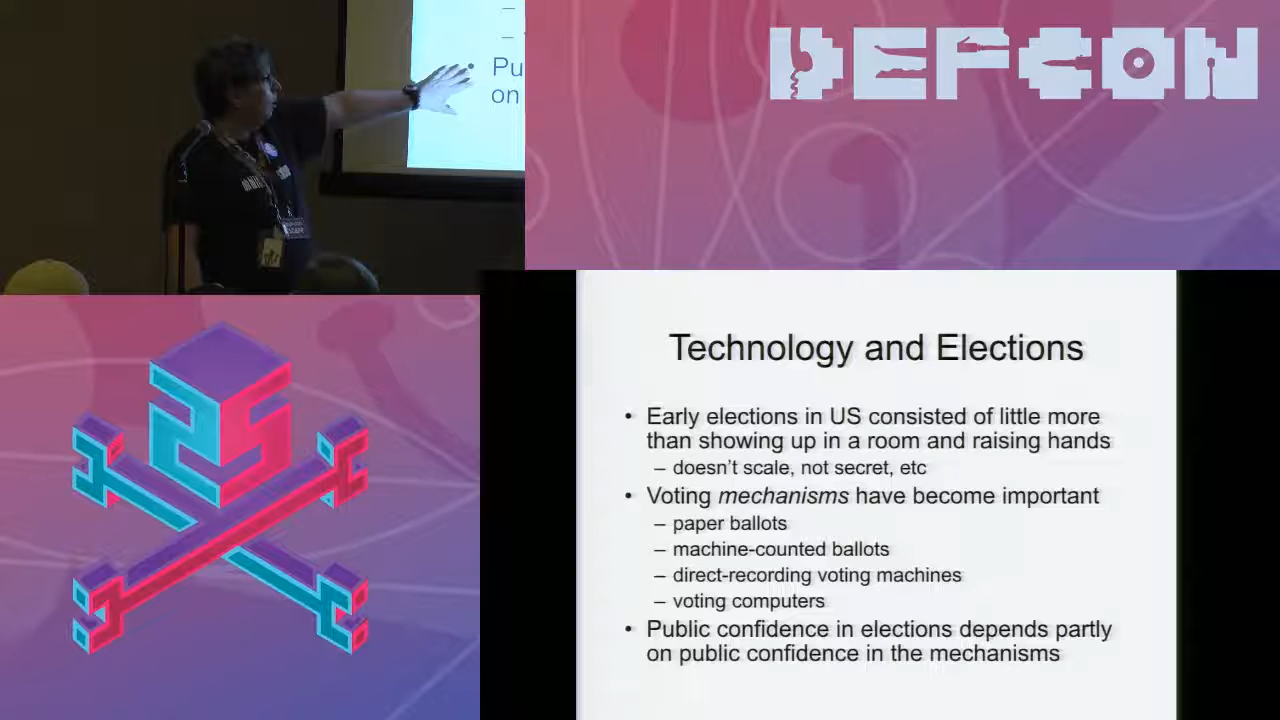 Pu
on
DEFCON
25
Technology and Elections
• Early elections in US consisted of little more
than showing up in a room and raising hands
– doesn't scale, not secret, etc
• Voting mechanisms have become important
– paper ballots
– machine-counted ballots
– direct-recording voting machines
– voting computers
• Public confidence in elections depends partly
on public confidence in the mechanisms